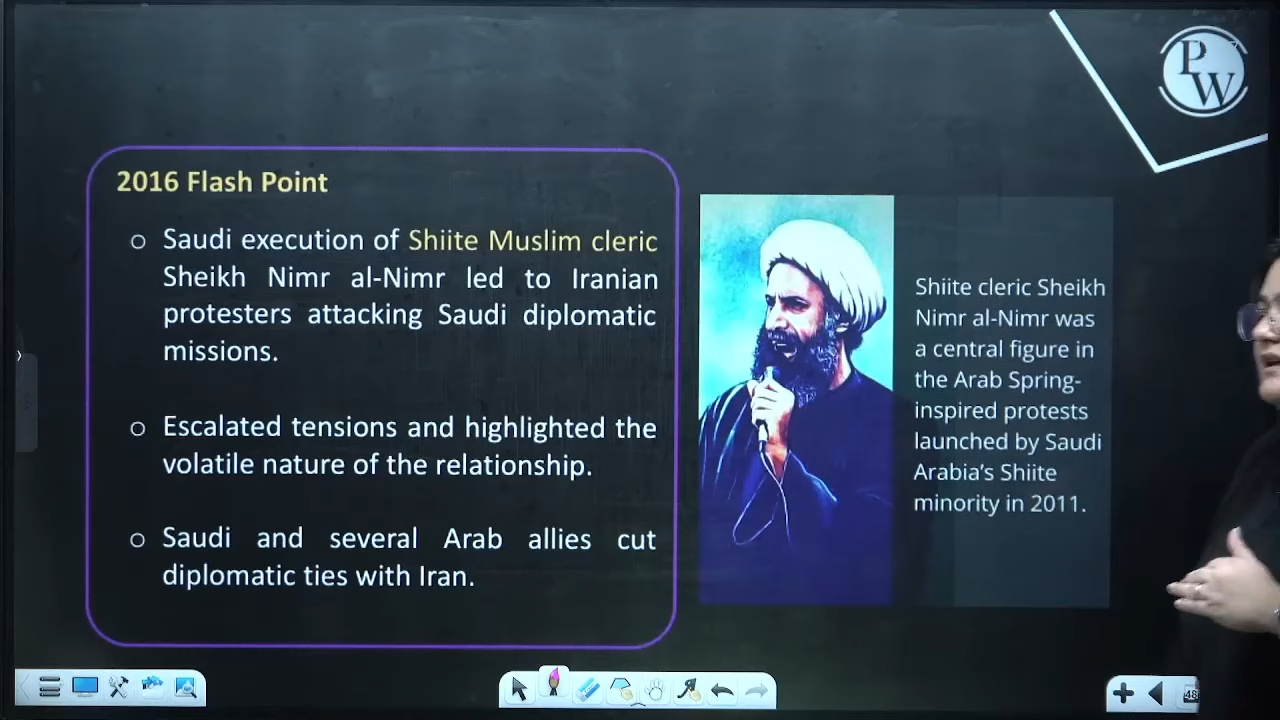 PW
2016 Flash Point
Saudi execution of Shiite Muslim cleric
Sheikh Nimr al-Nimr led to Iranian
protesters attacking Saudi diplomatic
missions.
Escalated tensions and highlighted the
volatile nature of the relationship.
Saudi and several Arab allies cut
diplomatic ties with Iran.
Shiite cleric Sheikh
Nimr al-Nimr was
a central figure in
the Arab Spring-
inspired protests
launched by Saudi
Arabia's Shiite
minority in 2011.